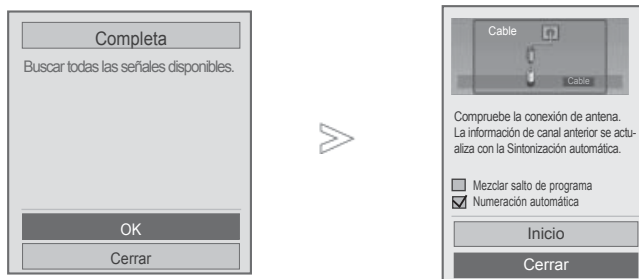 Completa
Buscar todas las señales disponibles.
OK
Cerrar
Cable
Cable
Compruebe la conexión de antena.
La información de canal anterior se actu-
aliza con la Sintonización automática.
Mezclar salto de programa
Numeración automática
Inicio
Cerrar